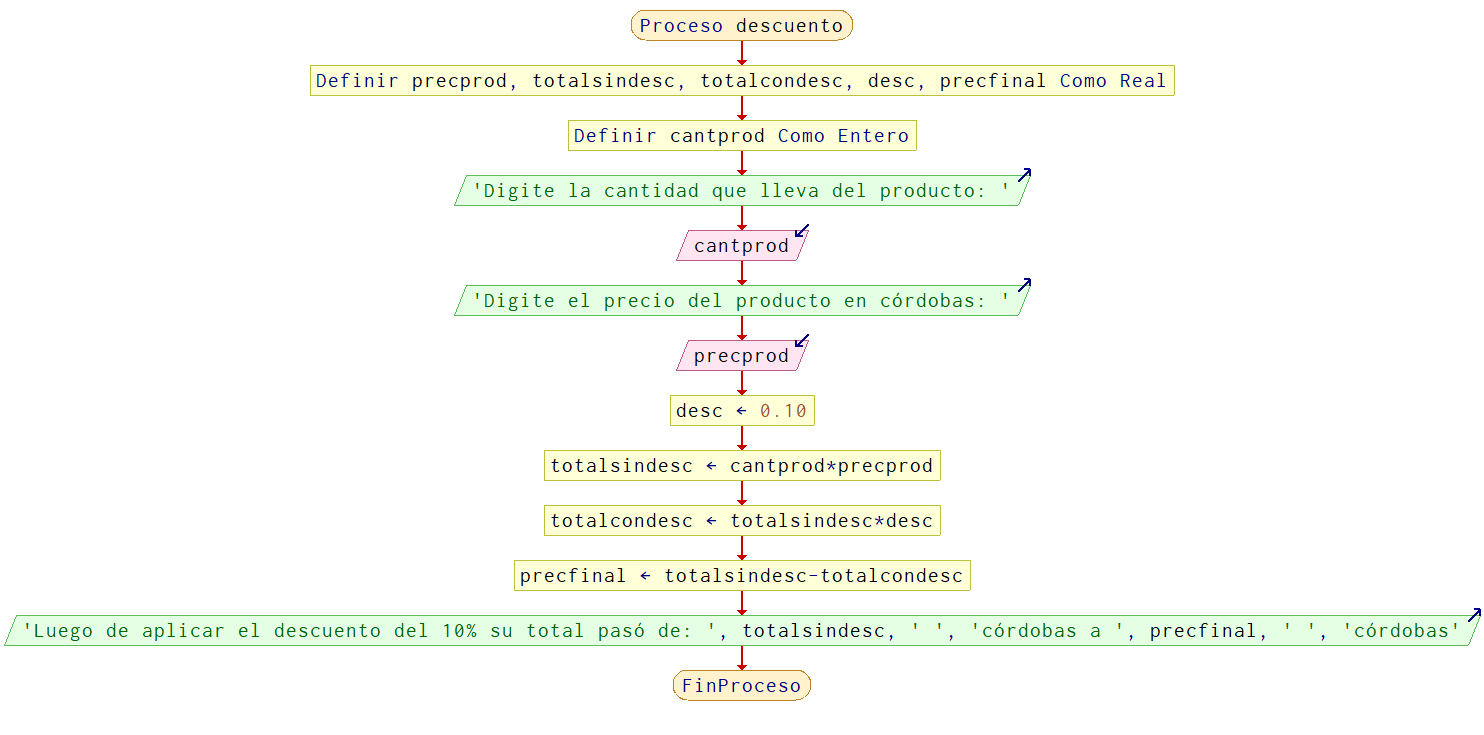 Proceso descuento
Definir precprod, totalsindesc, totalcondesc, desc, precfinal Como Real
Definir cantprod Como Entero
'Digite la cantidad que lleva del producto: '
cantprod
'Digite el precio del producto en córdobas: '
precprod
desc ← 0.10
totalsindesc ← cantprod*precprod
totalcondesc ← totalsindesc*desc
precfinal ← totalsindesc-totalcondesc
'Luego de aplicar el descuento del 10% su total pasó de: ', totalsindesc, ' ', 'córdobas a ', precfinal, ' ', 'córdobas'
FinProceso